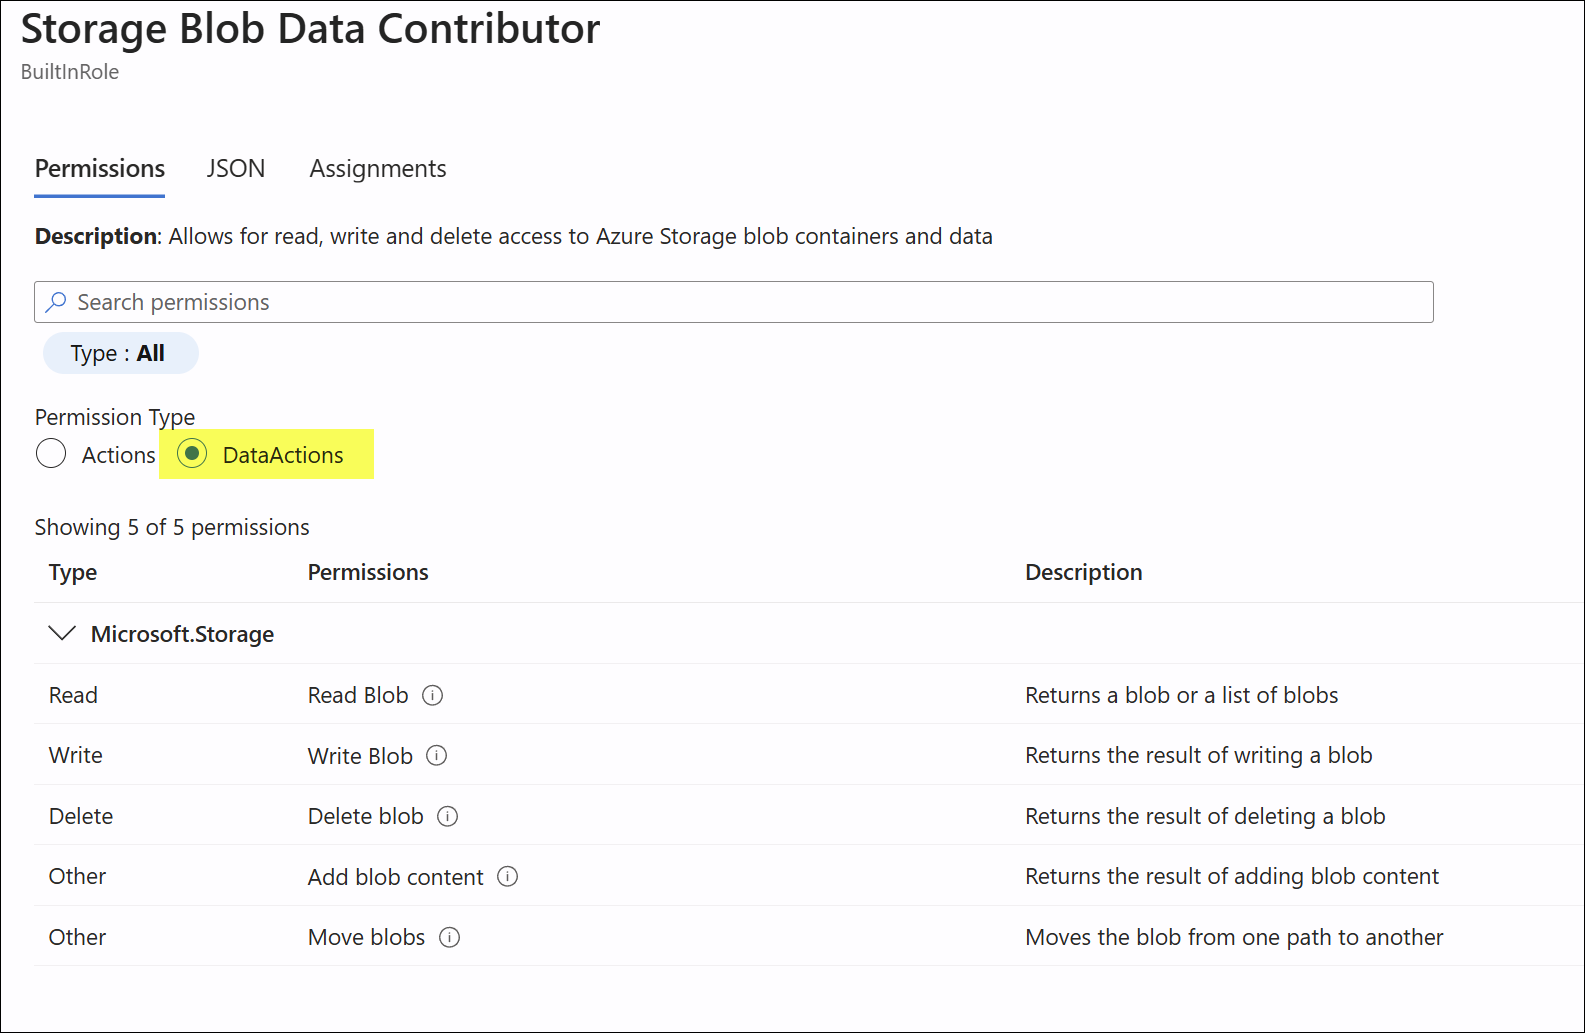 Storage Blob Data Contributor
BuiltInRole
Permissions JSON Assignments
Description: Allows for read, write and delete access to Azure Storage blob containers and data
Search permissions
Type : All
Permission Type
Actions DataActions
Showing 5 of 5 permissions
Type Permissions Description
Microsoft.Storage
Read Read Blob Returns a blob or a list of blobs
Write Write Blob Returns the result of writing a blob
Delete Delete blob Returns the result of deleting a blob
Other Add blob content Returns the result of adding blob content
Other Move blobs Moves the blob from one path to another